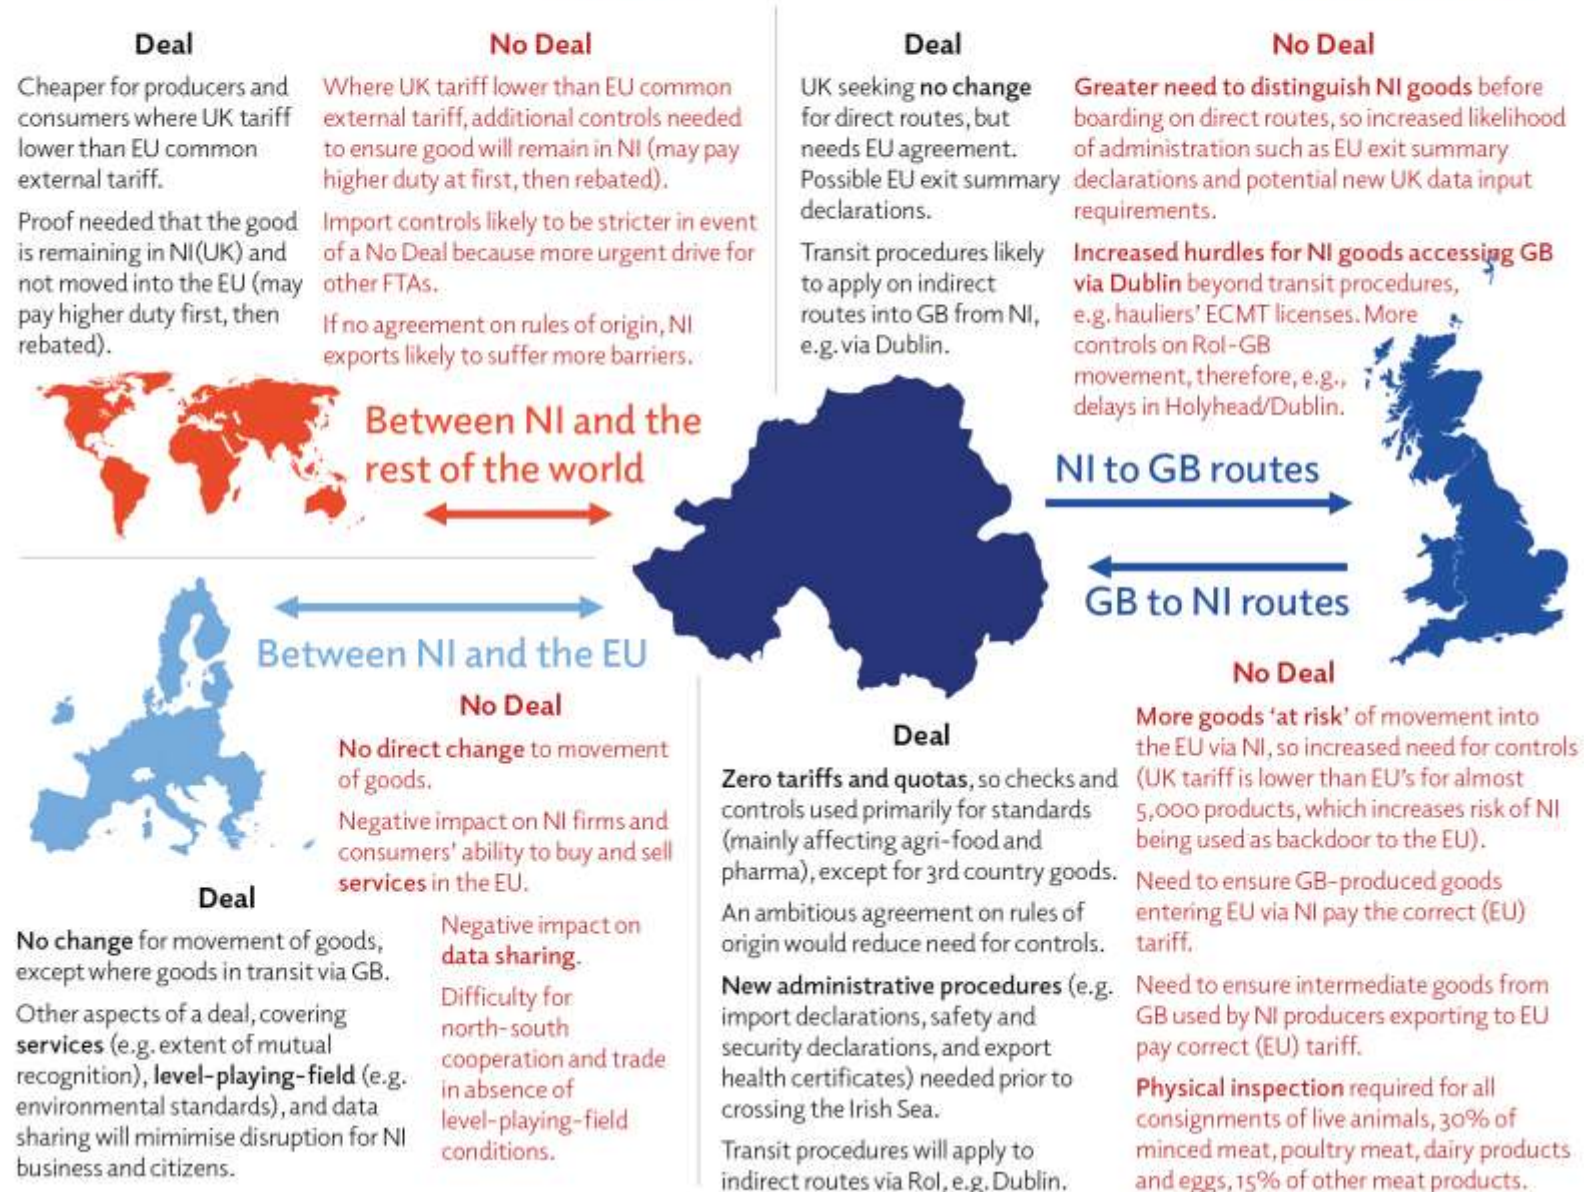 Deal
Cheaper for producers and
consumers where UK tariff
lower than EU common
external tariff.
Proof needed that the good
is remaining in NI(UK) and
not moved into the EU (may
pay higher duty first, then
rebated).
No Deal
Where UK tariff lower than EU common
external tariff, additional controls needed
to ensure good will remain in NI (may pay
higher duty at first, then rebated).
Import controls likely to be stricter in event
of a No Deal because more urgent drive for
other FTAs.
If no agreement on rules of origin, NI
exports likely to suffer more barriers.
Between NI and the
rest of the world
Deal
UK seeking no change
for direct routes, but
needs EU agreement.
Possible EU exit summary
declarations.
Transit procedures likely
to apply on indirect
routes into GB from NI,
e.g. via Dublin.
No Deal
Greater need to distinguish NI goods before
boarding on direct routes, so increased likelihood
of administration such as EU exit summary
declarations and potential new UK data input
requirements.
Increased hurdles for NI goods accessing GB
via Dublin beyond transit procedures,
e.g. hauliers' ECMT licenses. More
controls on RoI-GB
movement, therefore, e.g.,
delays in Holyhead/Dublin.
NI to GB routes
GB to NI routes
Between NI and the EU
No Deal
No direct change to movement
of goods.
Negative impact on NI firms and
consumers' ability to buy and sell
services in the EU.
Negative impact on
data sharing.
Difficulty for
north-south
cooperation and trade
in absence of
level-playing-field
conditions.
Deal
No change for movement of goods,
except where goods in transit via GB.
Other aspects of a deal, covering
services (e.g. extent of mutual
recognition), level-playing-field (e.g.
environmental standards), and data
sharing will mimimise disruption for NI
business and citizens.
Deal
Zero tariffs and quotas, so checks and
controls used primarily for standards
(mainly affecting agri-food and
pharma), except for 3rd country goods.
An ambitious agreement on rules of
origin would reduce need for controls.
New administrative procedures (e.g.
import declarations, safety and
security declarations, and export
health certificates) needed prior to
crossing the Irish Sea.
Transit procedures will apply to
indirect routes via RoI, e.g. Dublin.
No Deal
More goods 'at risk' of movement into
the EU via NI, so increased need for controls
(UK tariff is lower than EU's for almost
5,000 products, which increases risk of NI
being used as backdoor to the EU).
Need to ensure GB-produced goods
entering EU via NI pay the correct (EU)
tariff.
Need to ensure intermediate goods from
GB used by NI producers exporting to EU
pay correct (EU) tariff.
Physical inspection required for all
consignments of live animals, 30% of
minced meat, poultry meat, dairy products
and eggs, 15% of other meat products.